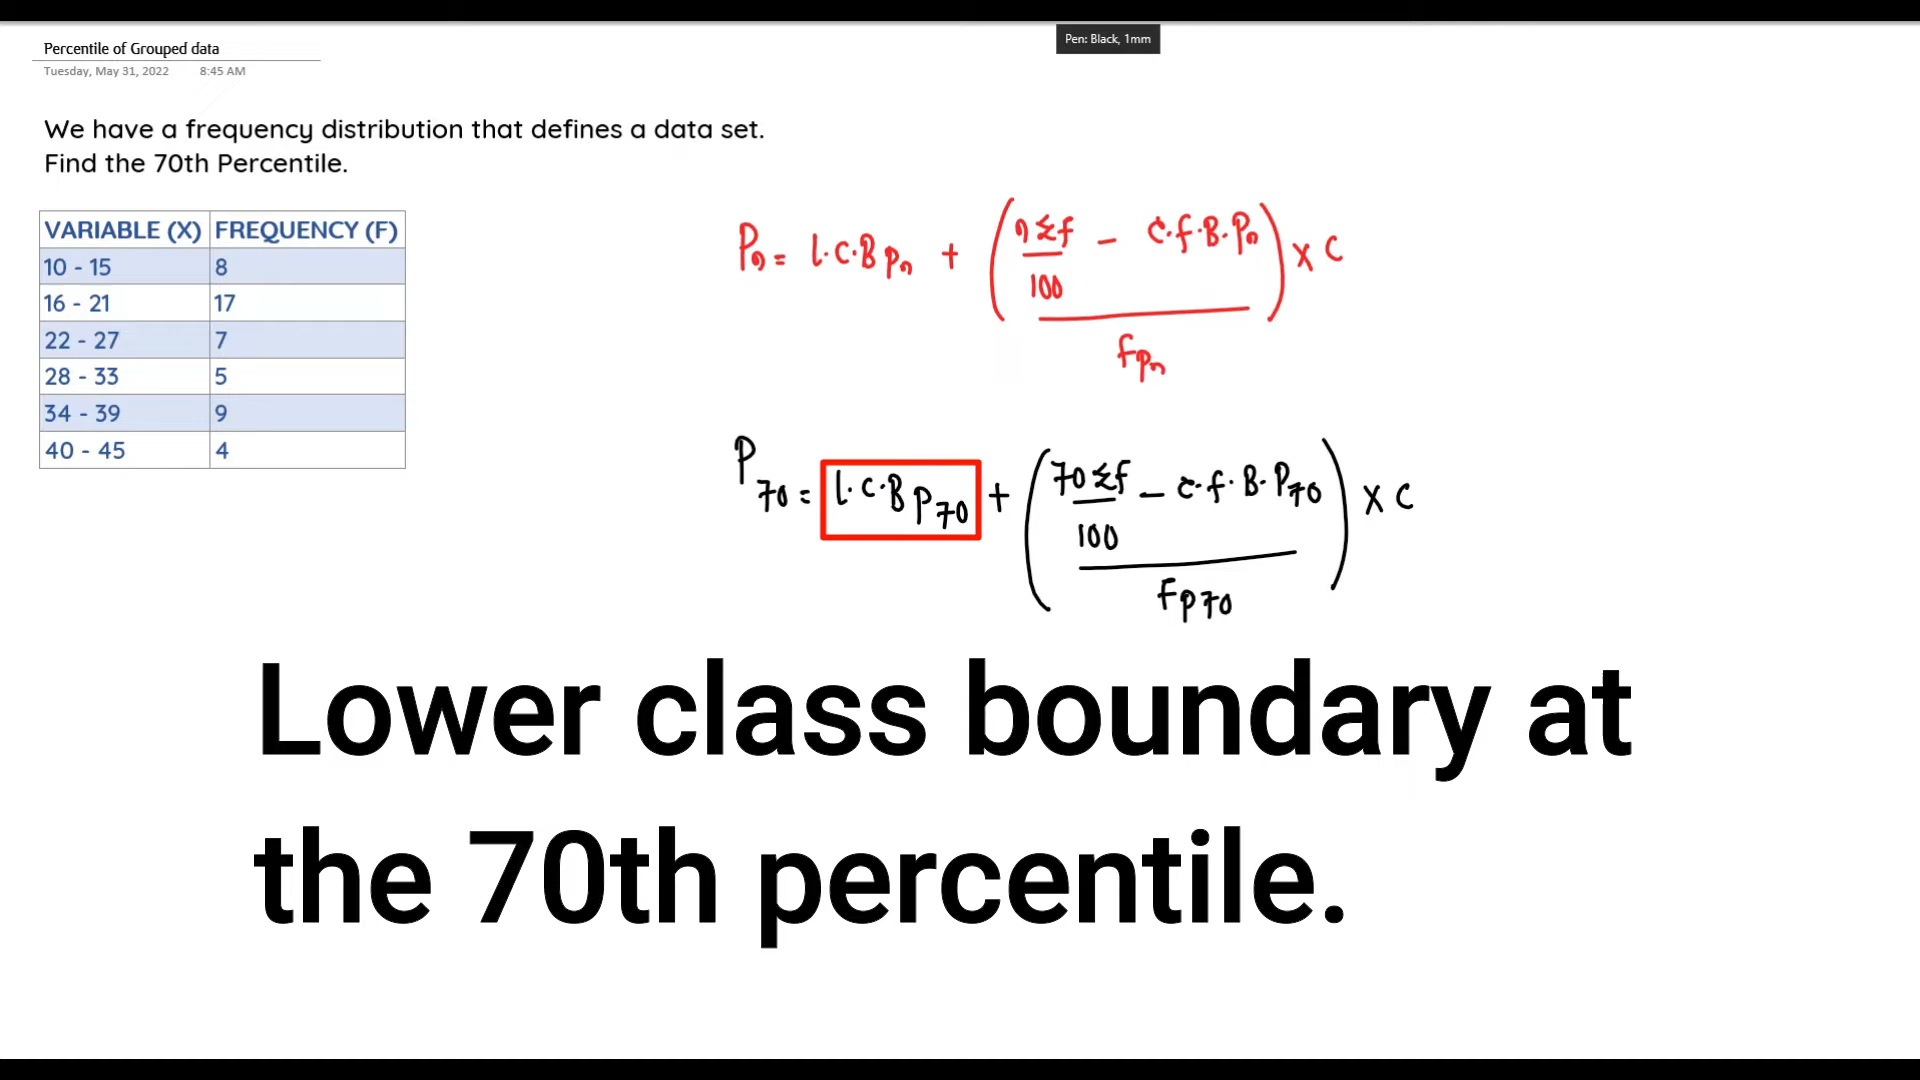 Percentile of Grouped data
Tuesday, May 31, 2022 8:45 AM
Pen: Black, 1mm
We have a frequency distribution that defines a data set.
Find the 70th Percentile.
VARIABLE (X) FREQUENCY (F)
10 - 15 8
16 - 21 17
22 - 27 7
28 - 33 5
34 - 39 9
40 - 45 4
Pn = L.C.B Pn + ( nΣf / 100 - C.f.B.Pn ) x C
fPn
P70 = L.C.B P70 + ( 70Σf / 100 - C.f.B.P70 ) x C
FP70
Lower class boundary at
the 70th percentile.